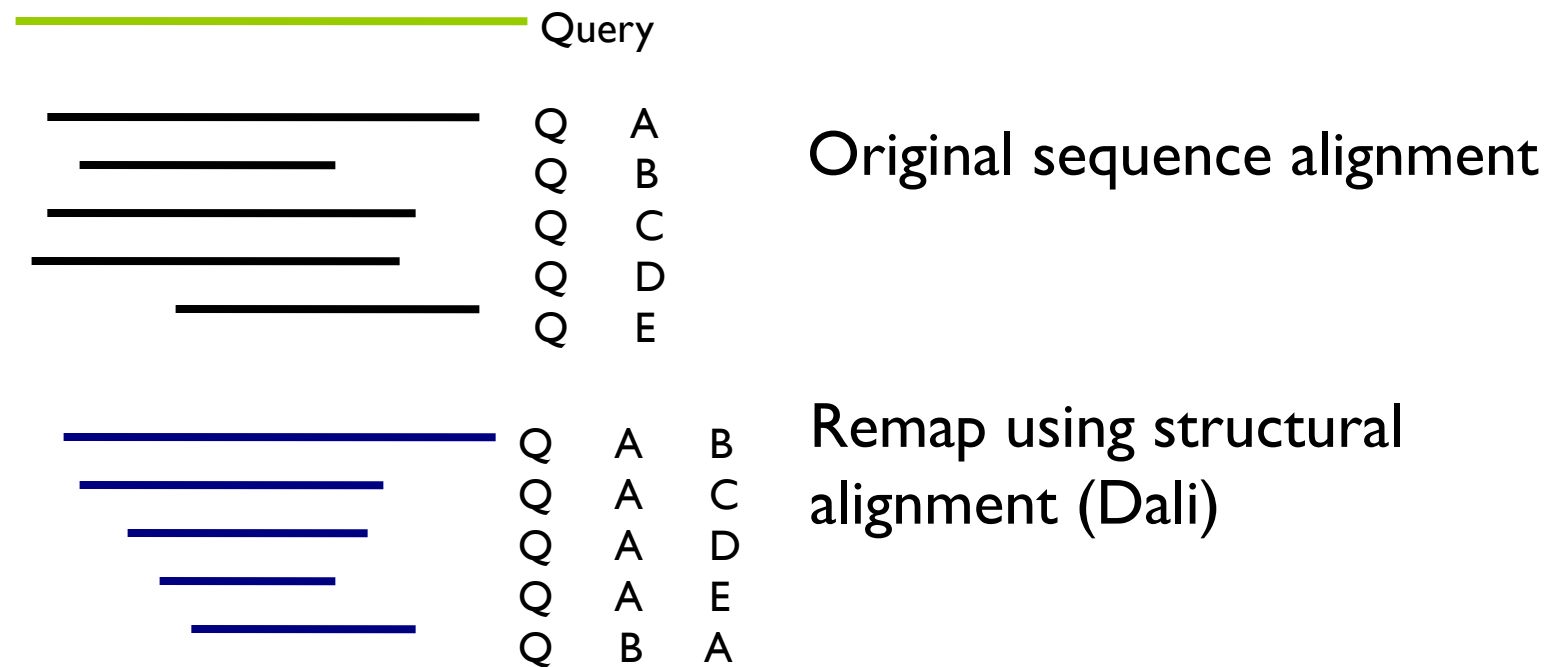 Query
Q A
Q B
Q C
Q D
Q E
Original sequence alignment
Q A B
Q A C
Q A D
Q A E
Q B A
Remap using structural
alignment (Dali)